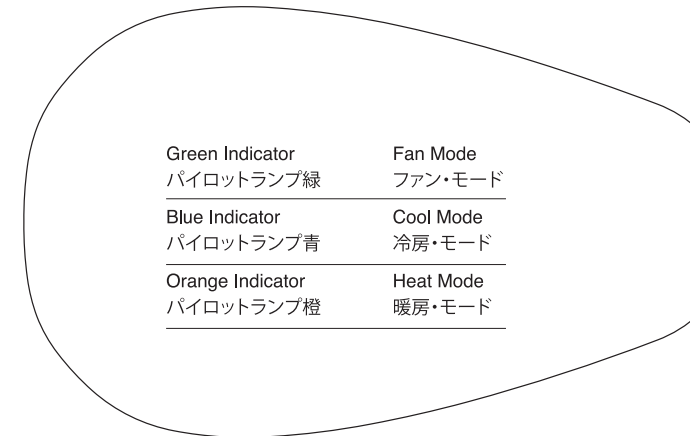 Green Indicator Fan Mode
パイロットランプ緑 ファン・モード
Blue Indicator Cool Mode
パイロットランプ青 冷房・モード
Orange Indicator Heat Mode
パイロットランプ橙 暖房・モード